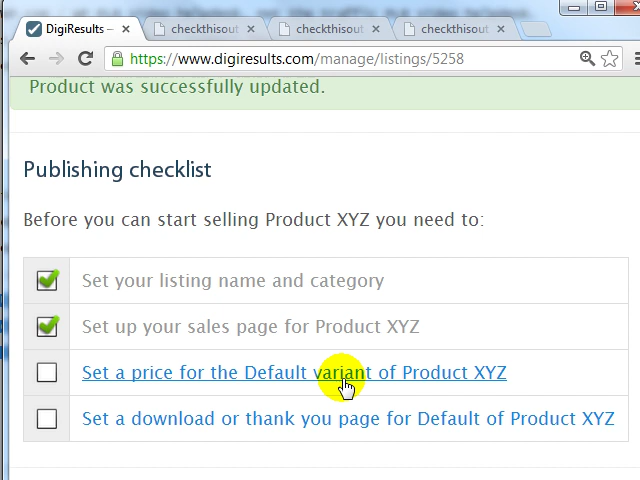 DigiResults –
checkthisout
checkthisout
checkthisout
https://www.digiresults.com/manage/listings/5258
Product was successfully updated.
Publishing checklist
Before you can start selling Product XYZ you need to:
Set your listing name and category
Set up your sales page for Product XYZ
Set a price for the Default variant of Product XYZ
Set a download or thank you page for Default of Product XYZ